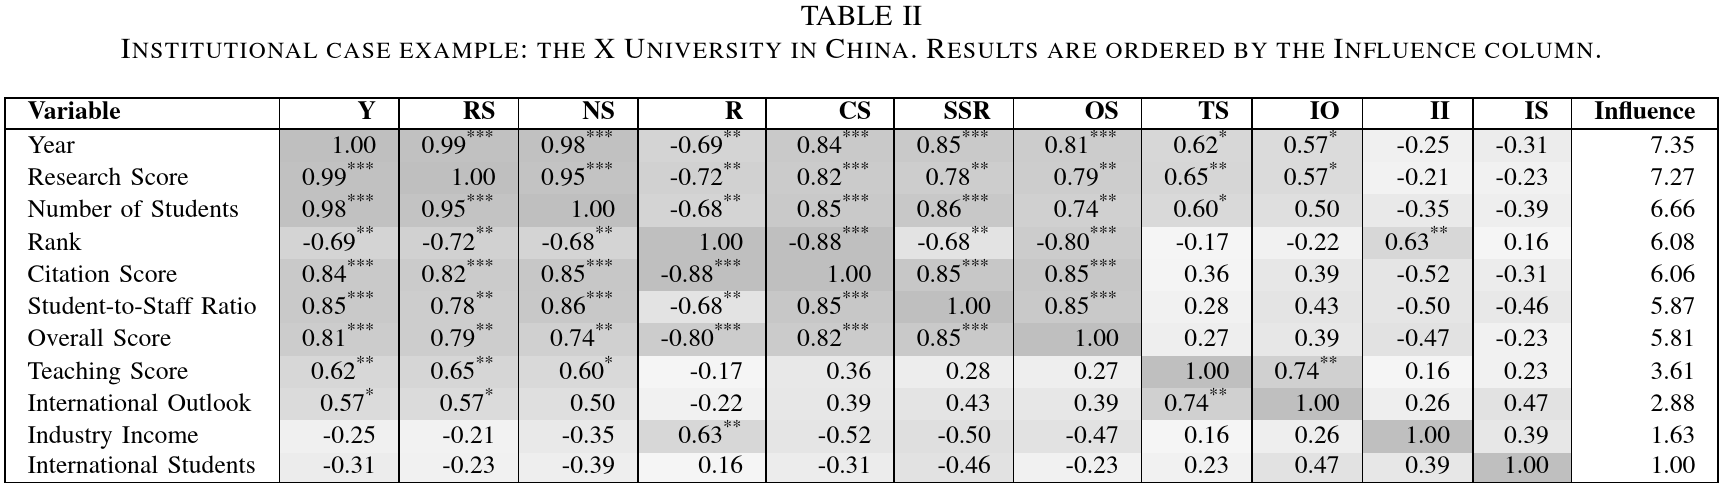 TABLE II
INSTITUTIONAL CASE EXAMPLE: THE X UNIVERSITY IN CHINA. RESULTS ARE ORDERED BY THE INFLUENCE COLUMN.
Variable Y RS NS R CS SSR OS TS IO II IS Influence
Year 1.00 0.99*** 0.98*** -0.69** 0.84*** 0.85*** 0.81*** 0.62* 0.57* -0.25 -0.31 7.35
Research Score 0.99*** 1.00 0.95*** -0.72** 0.82*** 0.78** 0.79** 0.65** 0.57* -0.21 -0.23 7.27
Number of Students 0.98*** 0.95*** 1.00 -0.68** 0.85*** 0.86*** 0.74** 0.60* 0.50 -0.35 -0.39 6.66
Rank -0.69** -0.72** -0.68** 1.00 -0.88*** -0.68** -0.80*** -0.17 -0.22 0.63** 0.16 6.08
Citation Score 0.84*** 0.82*** 0.85*** -0.88*** 1.00 0.85*** 0.85*** 0.36 0.39 -0.52 -0.31 6.06
Student-to-Staff Ratio 0.85*** 0.78** 0.86*** -0.68** 0.85*** 1.00 0.85*** 0.28 0.43 -0.50 -0.46 5.87
Overall Score 0.81*** 0.79** 0.74** -0.80*** 0.82*** 0.85*** 1.00 0.27 0.39 -0.47 -0.23 5.81
Teaching Score 0.62** 0.65** 0.60* -0.17 0.36 0.28 0.27 1.00 0.74** 0.16 0.23 3.61
International Outlook 0.57* 0.57* 0.50 -0.22 0.39 0.43 0.39 0.74** 1.00 0.26 0.47 2.88
Industry Income -0.25 -0.21 -0.35 0.63** -0.52 -0.50 -0.47 0.16 0.26 1.00 0.39 1.63
International Students -0.31 -0.23 -0.39 0.16 -0.31 -0.46 -0.23 0.23 0.47 0.39 1.00 1.00